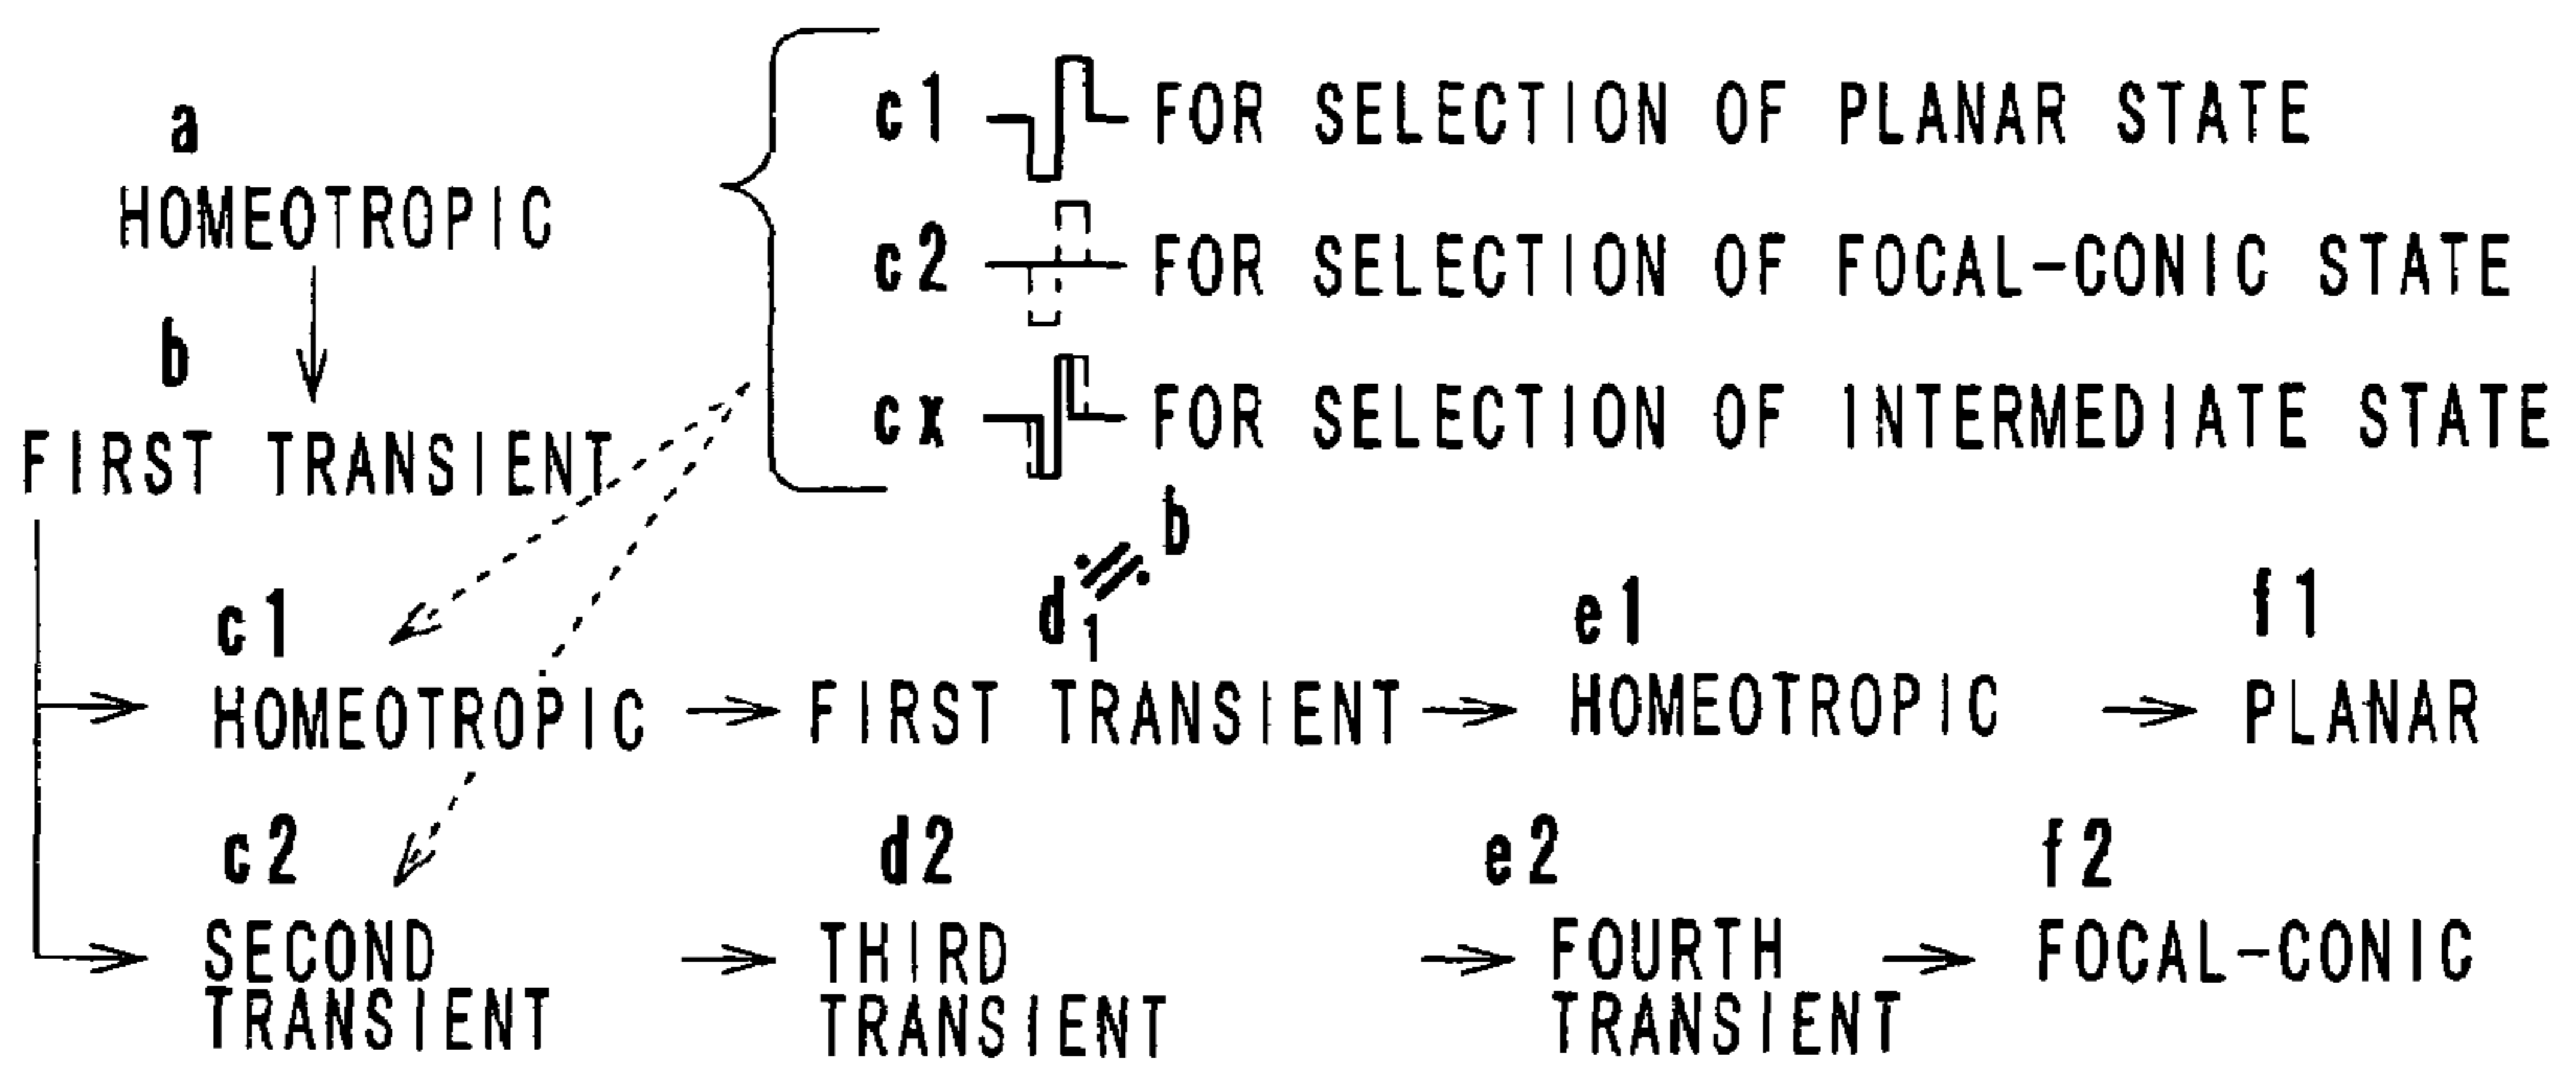 a
HOMEOTROPIC
b
FIRST TRANSIENT
c1 FOR SELECTION OF PLANAR STATE
c2 FOR SELECTION OF FOCAL-CONIC STATE
cx FOR SELECTION OF INTERMEDIATE STATE
c1
HOMEOTROPIC
d1≒b
FIRST TRANSIENT
e1
HOMEOTROPIC
f1
PLANAR
c2
SECOND
TRANSIENT
d2
THIRD
TRANSIENT
e2
FOURTH
TRANSIENT
f2
FOCAL-CONIC